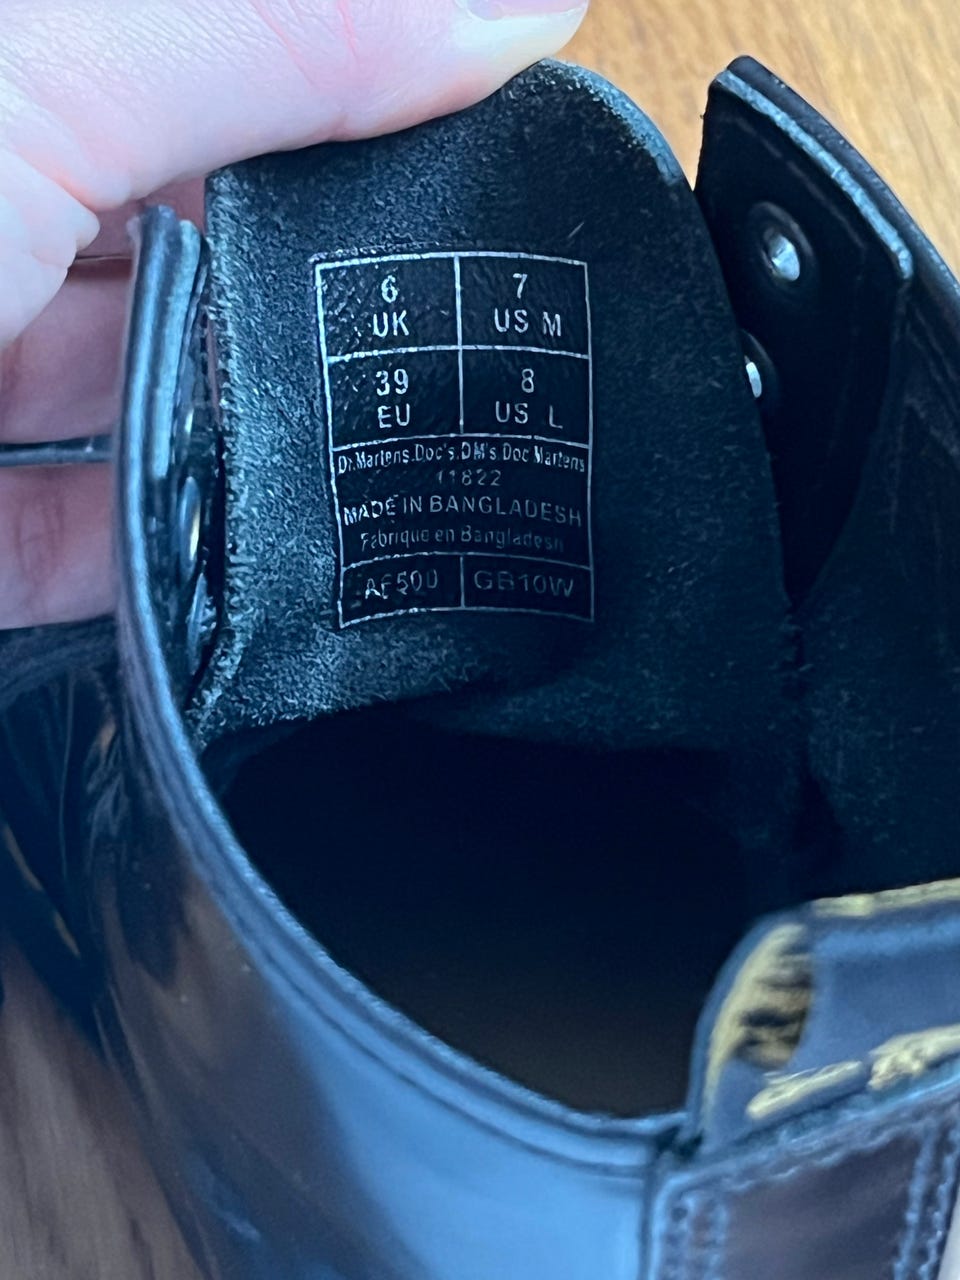 6 UK
7 US M
39 EU
8 US L
Dr.Martens.Doc's.DM's.Doc Martens
11822
MADE IN BANGLADESH
Fabrique en Bangladesh
AE500
GB10W